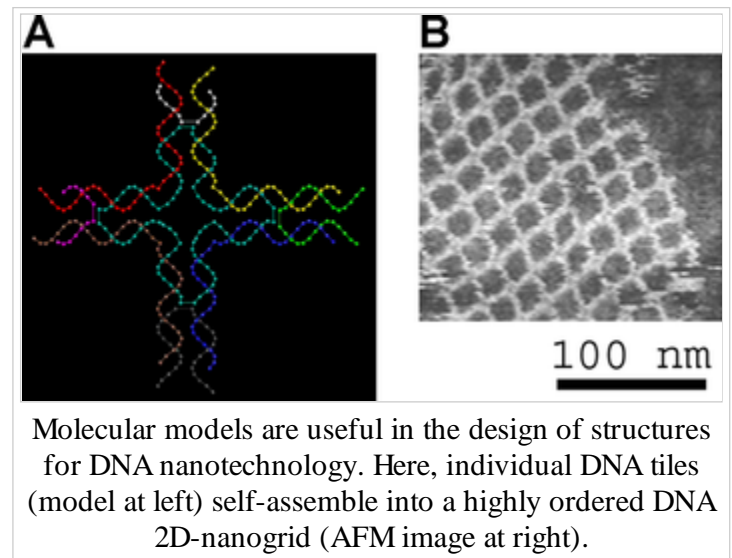 A
B
100 nm
Molecular models are useful in the design of structures
for DNA nanotechnology. Here, individual DNA tiles
(model at left) self-assemble into a highly ordered DNA
2D-nanogrid (AFM image at right).